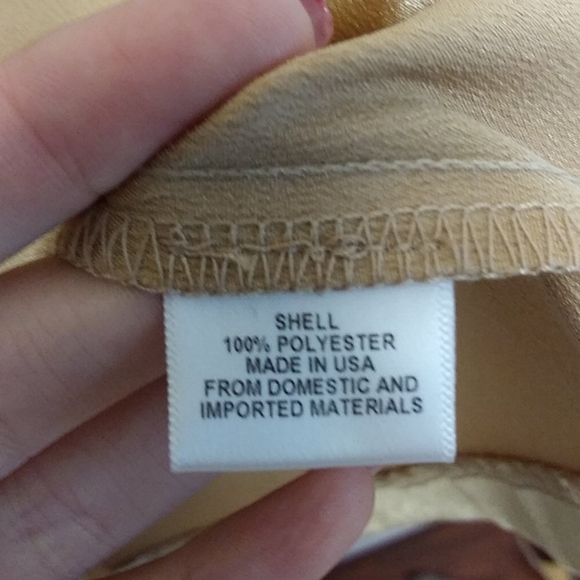 SHELL
100% POLYESTER
MADE IN USA
FROM DOMESTIC AND
IMPORTED MATERIALS